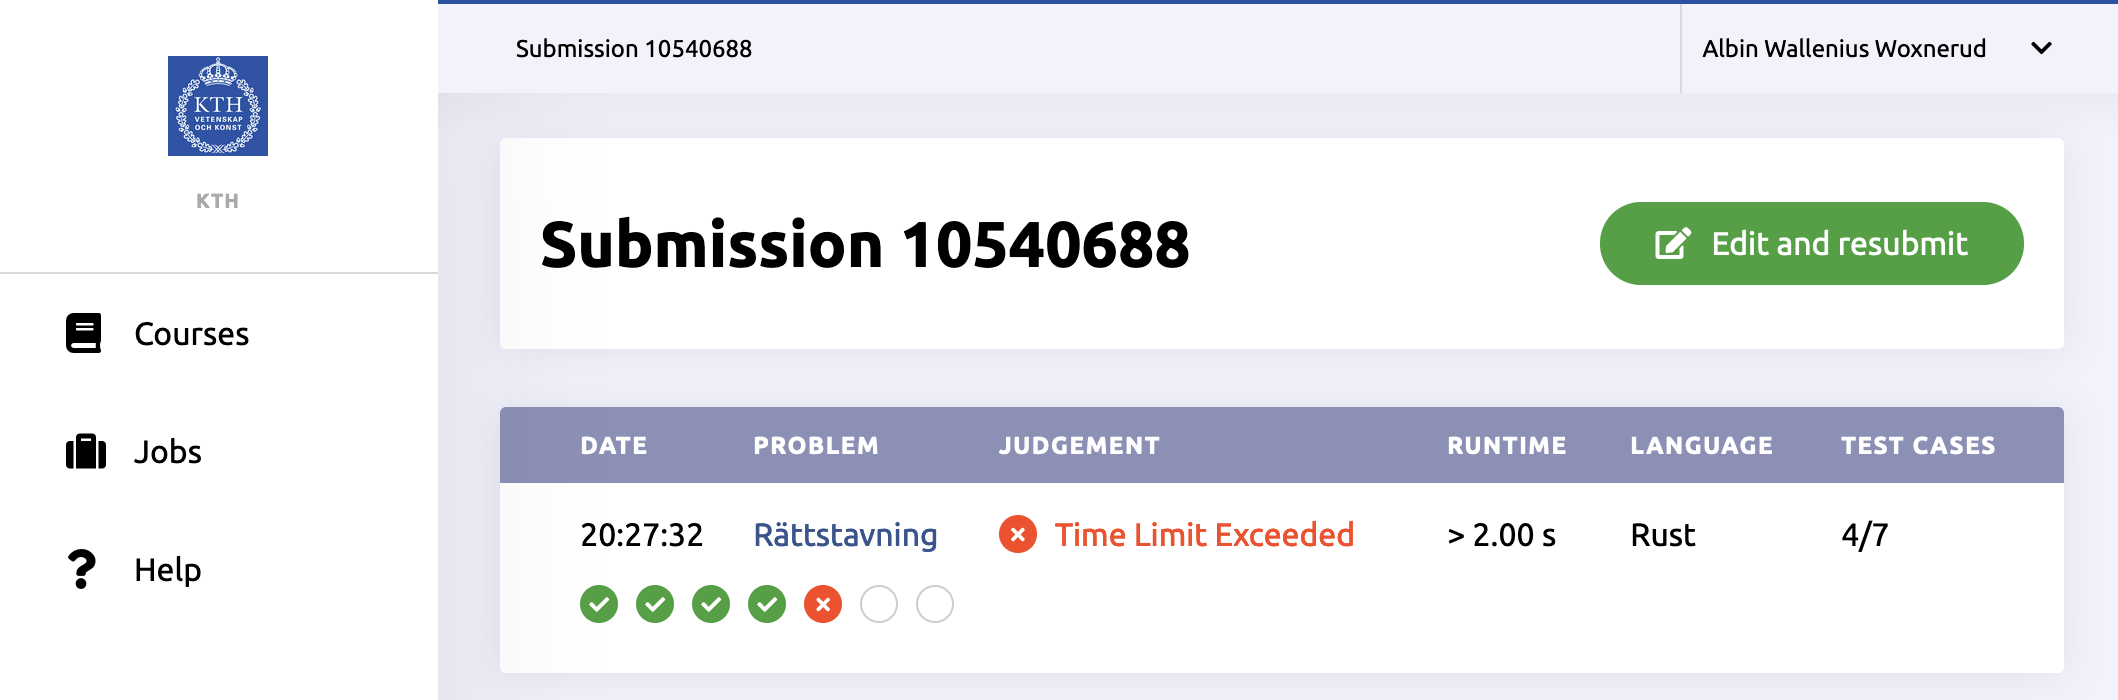 KTH
VETENSKAP
OCH KONST
KTH
Courses
Jobs
Help
Submission 10540688
Albin Wallenius Woxnerud
Submission 10540688
Edit and resubmit
DATE PROBLEM JUDGEMENT RUNTIME LANGUAGE TEST CASES
20:27:32 Rättstavning Time Limit Exceeded > 2.00 s Rust 4/7